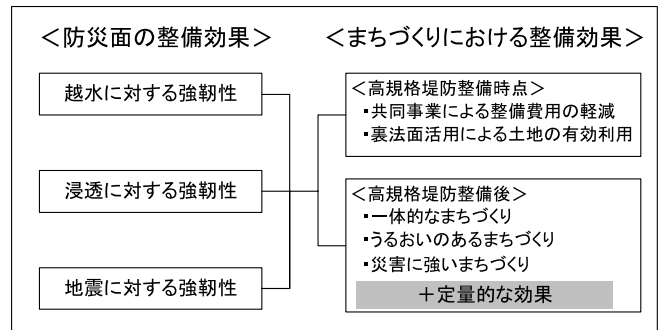 ＜防災面の整備効果＞
越水に対する強靭性
浸透に対する強靭性
地震に対する強靭性
＜まちづくりにおける整備効果＞
＜高規格堤防整備時点＞
・共同事業による整備費用の軽減
・裏法面活用による土地の有効利用
＜高規格堤防整備後＞
・一体的なまちづくり
・うるおいのあるまちづくり
・災害に強いまちづくり
＋定量的な効果